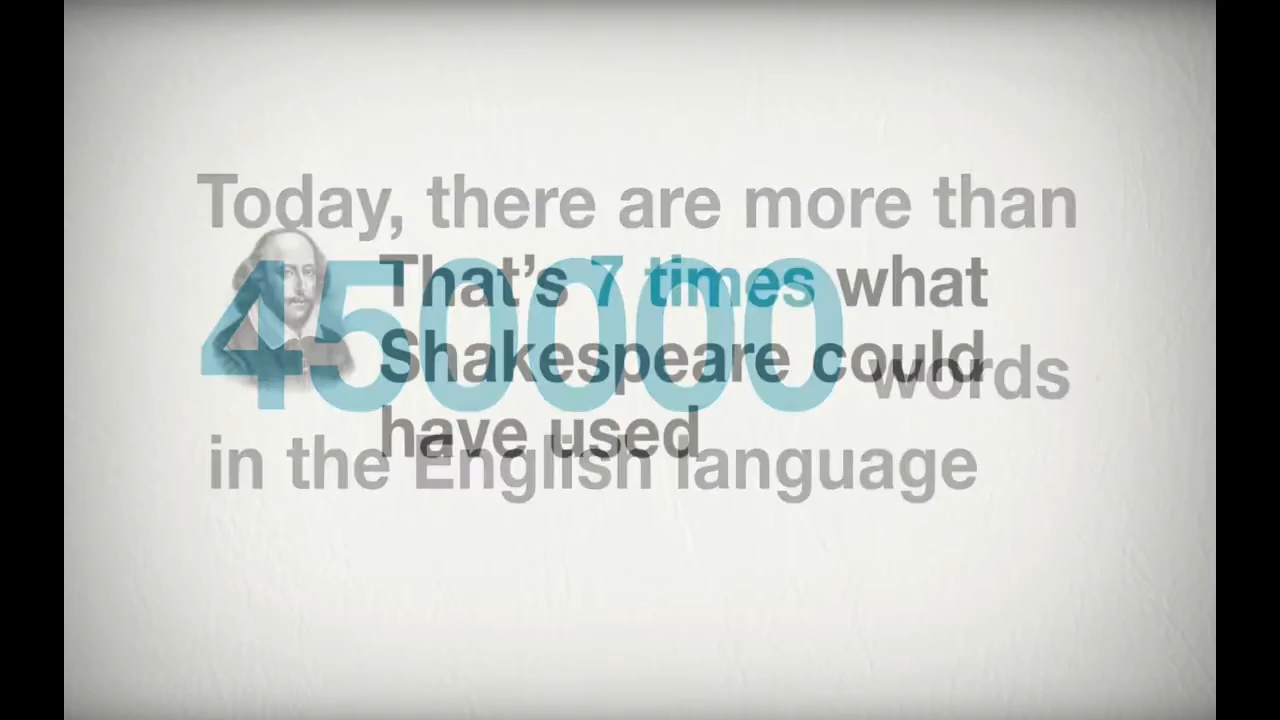 Today, there are more than
450000 words
in the English language
That's 7 times what
Shakespeare could
have used